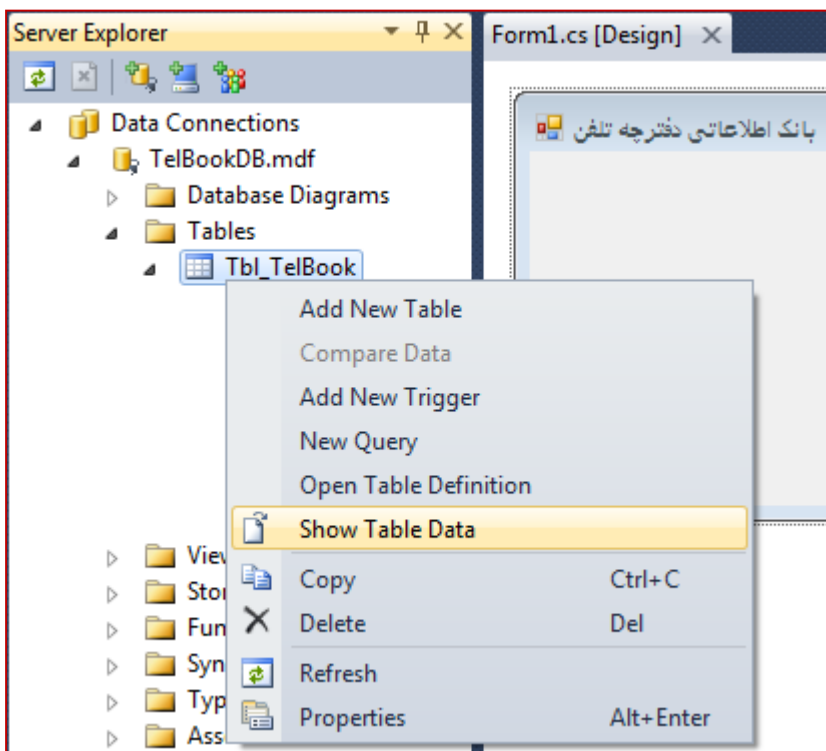 Server Explorer
Form1.cs [Design]
Data Connections
بانک اطلاعاتی دفترچه تلفن
TelBookDB.mdf
Database Diagrams
Tables
Tbl_TelBook
Add New Table
Compare Data
Add New Trigger
New Query
Open Table Definition
Show Table Data
Copy Ctrl+C
Delete Del
Refresh
Properties Alt+Enter